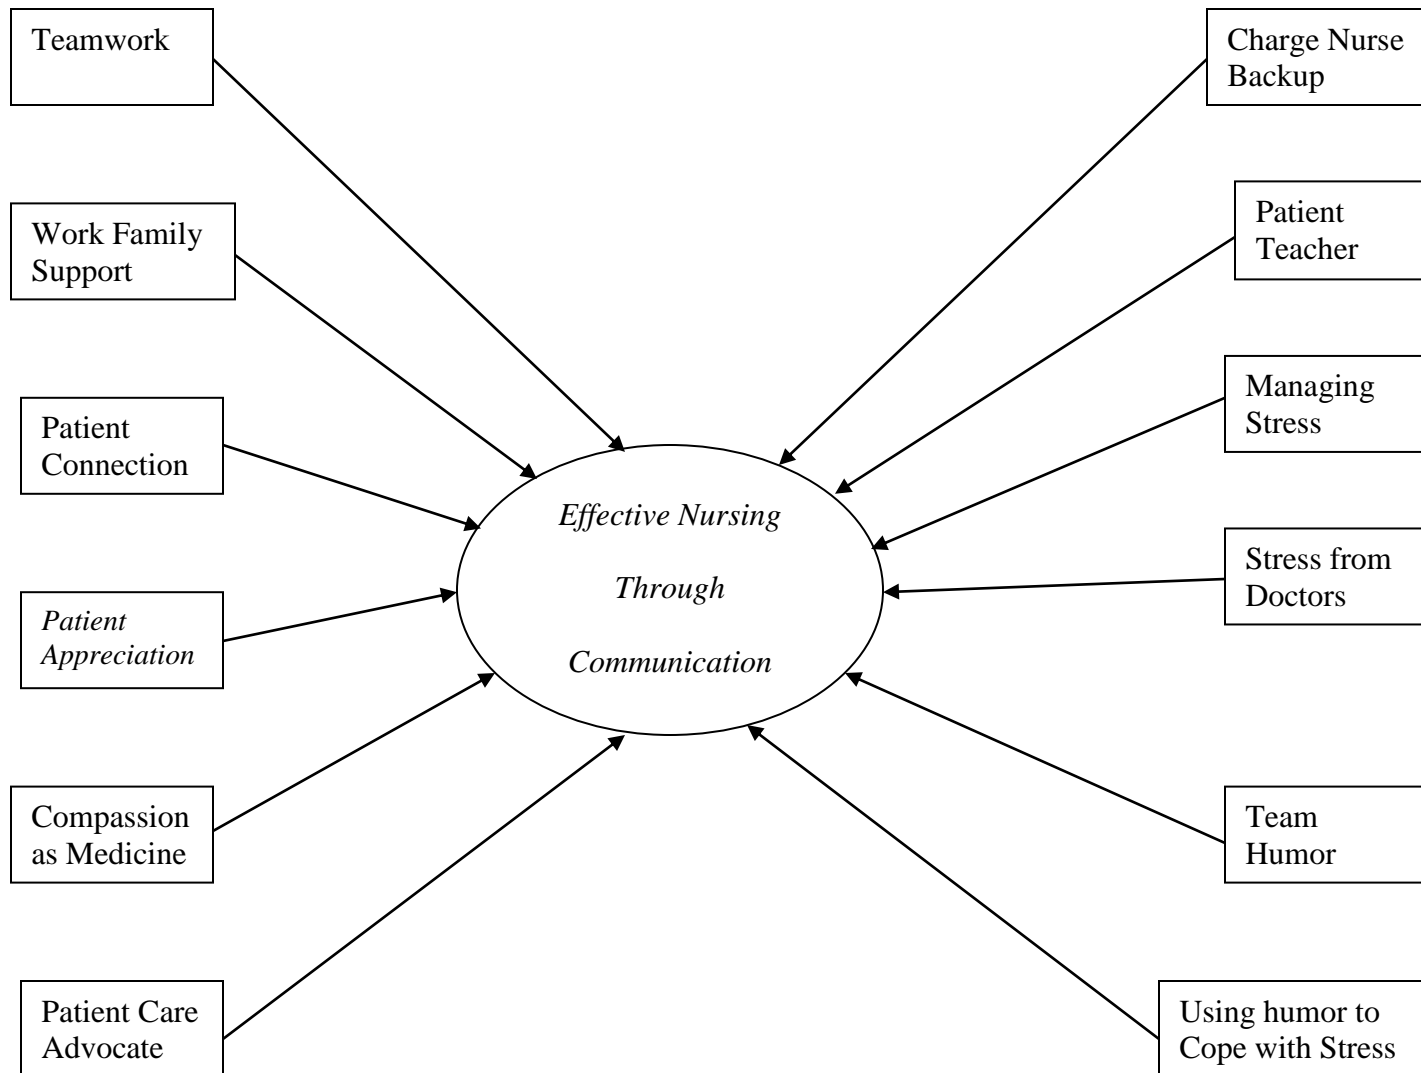 Teamwork
Work Family
Support
Patient
Connection
Patient
Appreciation
Compassion
as Medicine
Patient Care
Advocate
Effective Nursing
Through
Communication
Charge Nurse
Backup
Patient
Teacher
Managing
Stress
Stress from
Doctors
Team
Humor
Using humor to
Cope with Stress